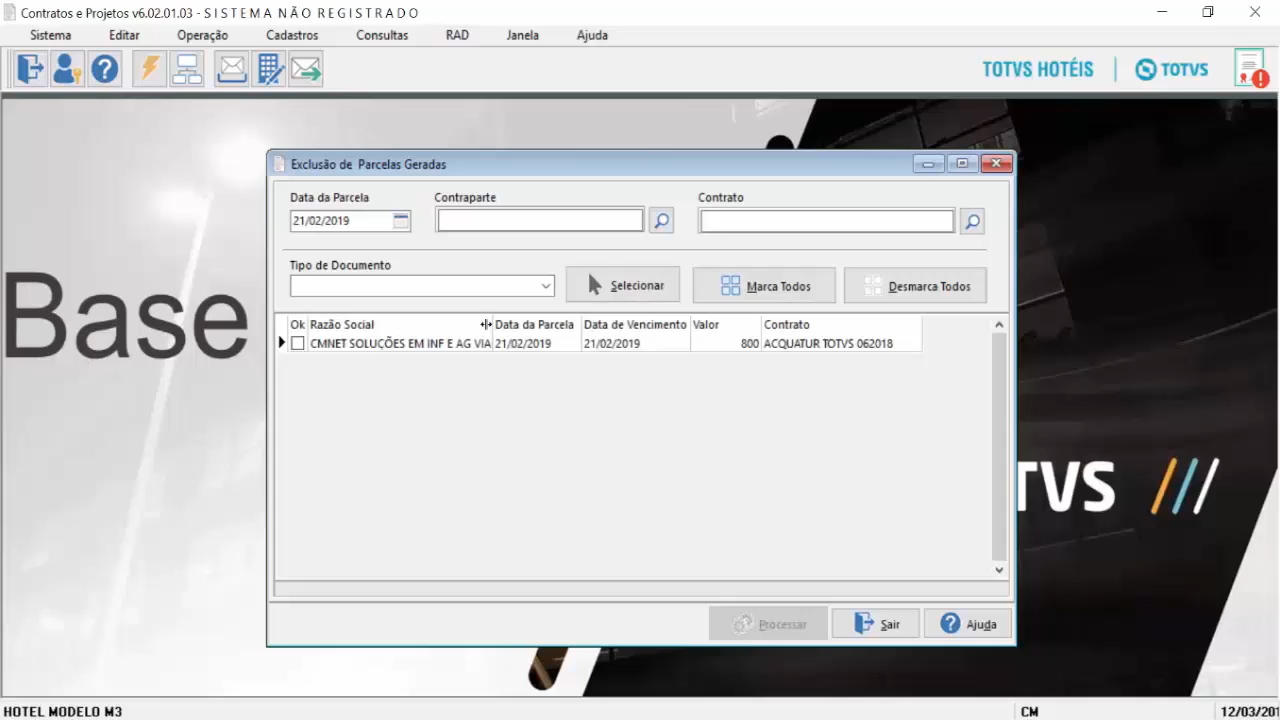 Contratos e Projetos v6.02.01.03 - S I S T E M A  N Ã O  R E G I S T R A D O
Sistema Editar Operação Cadastros Consultas RAD Janela Ajuda
TOTVS HOTÉIS TOTVS
Base
Exclusão de Parcelas Geradas
Data da Parcela Contraparte Contrato
21/02/2019
Tipo de Documento
Selecionar Marca Todos Desmarca Todos
Ok Razão Social Data da Parcela Data de Vencimento Valor Contrato
CMNET SOLUÇÕES EM INF E AG VIA 21/02/2019 21/02/2019 800 ACQUATUR TOTVS 062018
TVS
Processar Sair Ajuda
HOTEL MODELO M3 CM 12/03/201